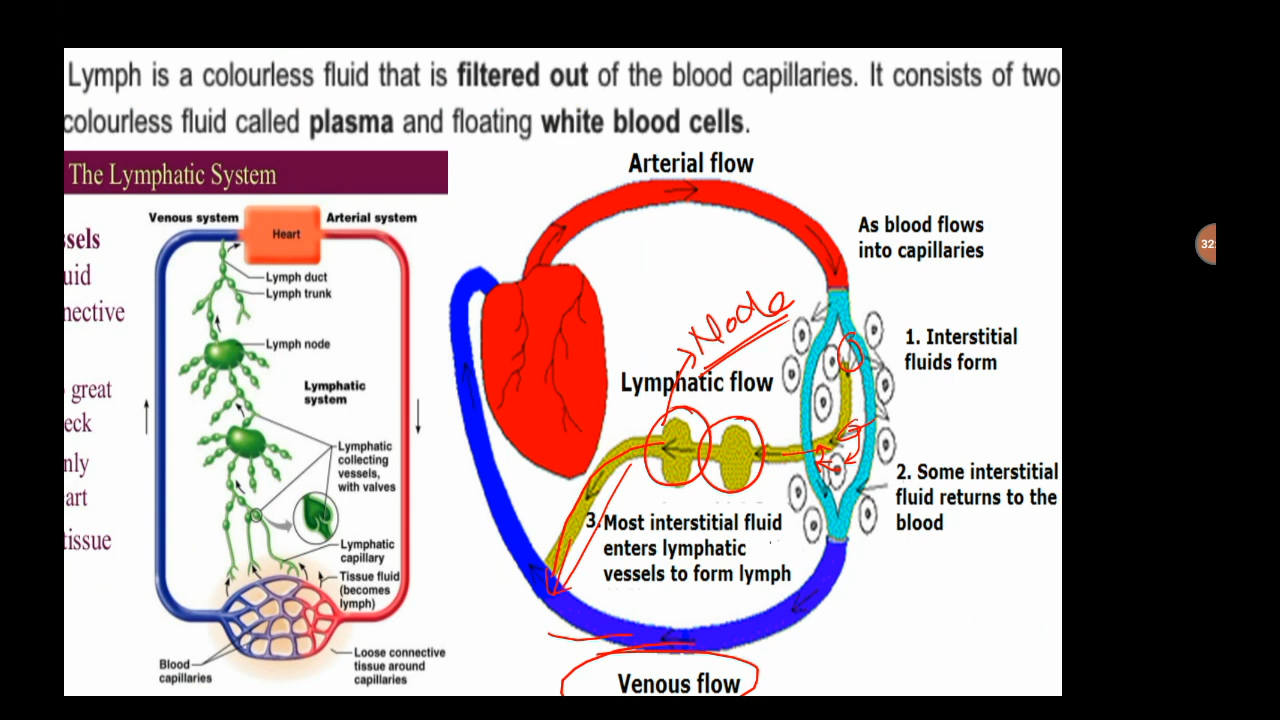 Lymph is a colourless fluid that is filtered out of the blood capillaries. It consists of two
colourless fluid called plasma and floating white blood cells.
The Lymphatic System
ssels
uid
nective
great
eck
nly
art
tissue
Venous system
Heart
Arterial system
Lymph duct
Lymph trunk
Lymph node
Lymphatic
system
Lymphatic
collecting
vessels,
with valves
Lymphatic
capillary
Tissue fluid
(becomes
lymph)
Blood
capillaries
Loose connective
tissue around
capillaries
Arterial flow
As blood flows
into capillaries
Node
1. Interstitial
fluids form
Lymphatic flow
2. Some interstitial
fluid returns to the
blood
3. Most interstitial fluid
enters lymphatic
vessels to form lymph
Venous flow
32